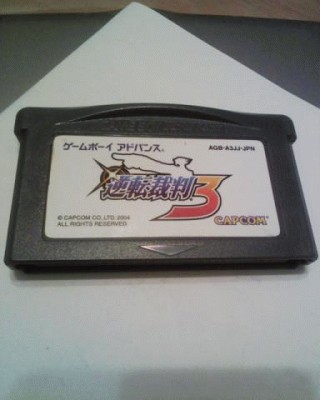 ゲームボーイ アドバンス®
AGB-A3JJ-JPN
逆転裁判3
© CAPCOM CO.,LTD. 2004
ALL RIGHTS RESERVED.
CAPCOM